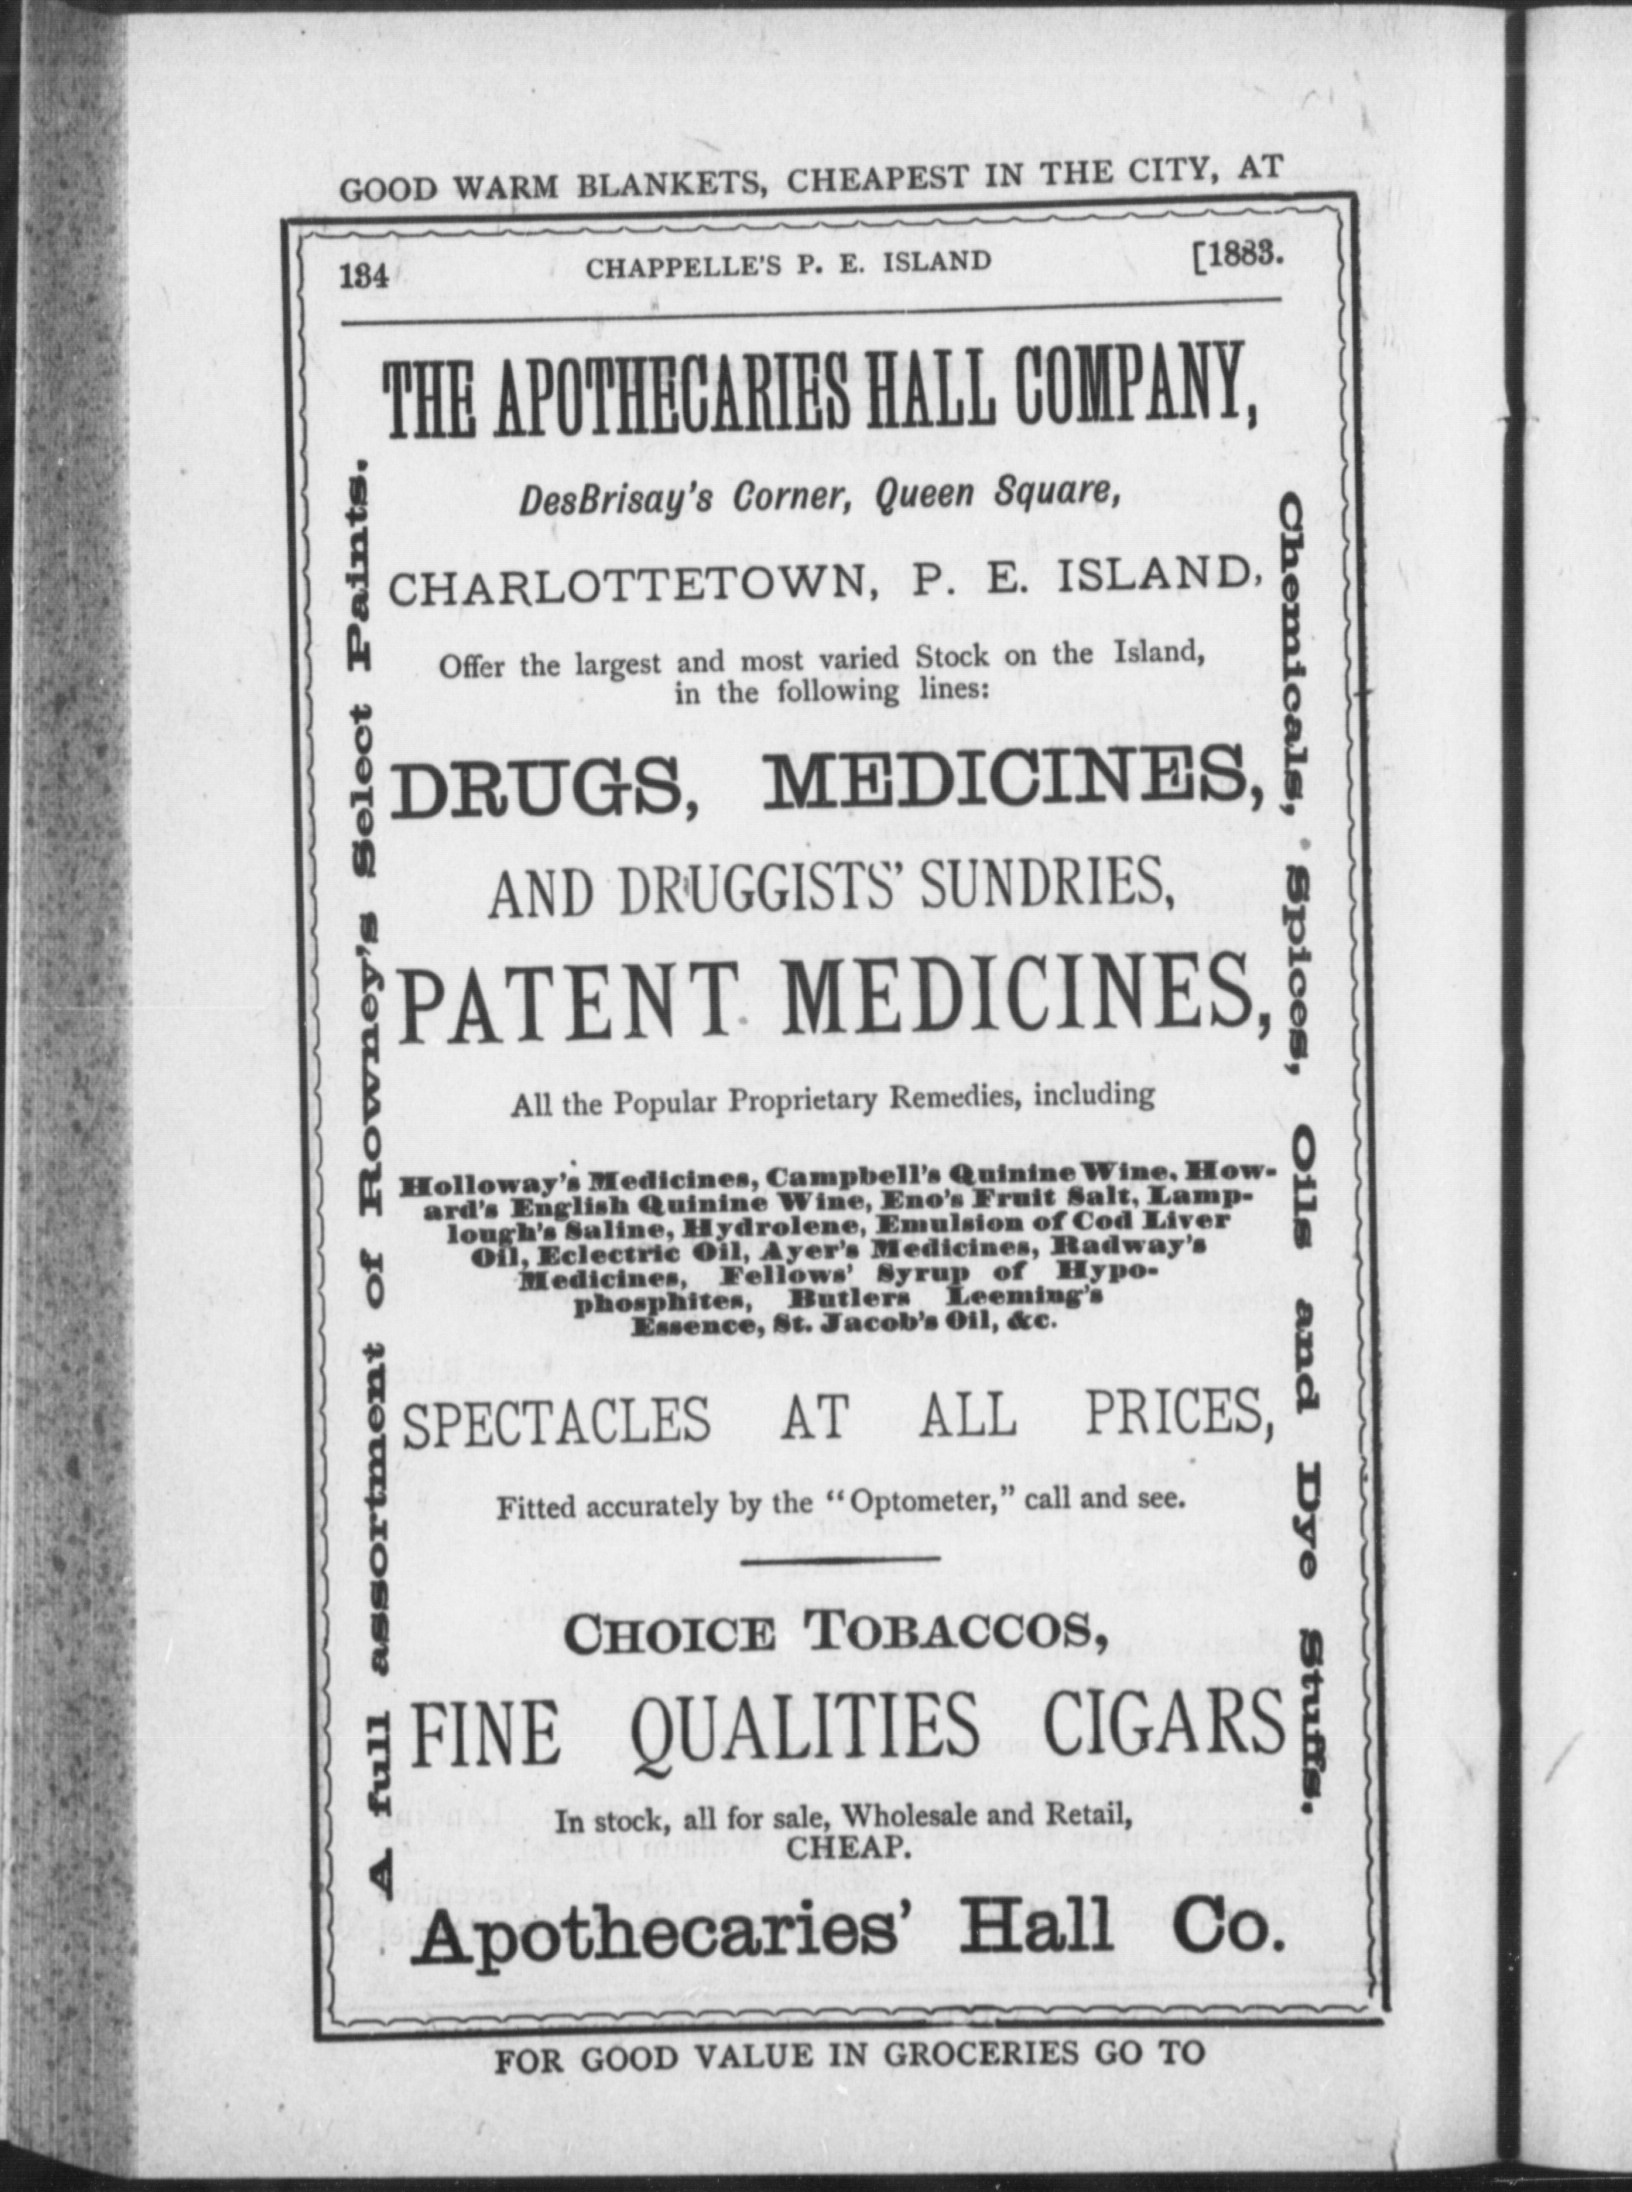 GOOD WARM BLANKETS, CHEAPEST IN THE CITY, AT
134 CHAPPELLE'S P. E. ISLAND [1883.
THE APOTHECARIES HALL COMPANY,
DesBrisay's Corner, Queen Square,
CHARLOTTETOWN, P. E. ISLAND,
Offer the largest and most varied Stock on the Island,
in the following lines:
DRUGS, MEDICINES,
AND DRUGGISTS' SUNDRIES,
PATENT MEDICINES,
All the Popular Proprietary Remedies, including
Holloway's Medicines, Campbell's Quinine Wine, How-
ard's English Quinine Wine, Eno's Fruit Salt, Lamp-
lough's Saline, Hydrolene, Emulsion of Cod Liver
Oil, Eclectric Oil, Ayer's Medicines, Radway's
Medicines, Fellows' Syrup of Hypo-
phosphites, Butlers Leeming's
Essence, St. Jacob's Oil, &c.
SPECTACLES AT ALL PRICES,
Fitted accurately by the "Optometer," call and see.
CHOICE TOBACCOS,
FINE QUALITIES CIGARS
In stock, all for sale, Wholesale and Retail,
CHEAP.
Apothecaries' Hall Co.
A full assortment of Rowney's Select Paints.
Chemicals, Spices, Oils and Dye Stuffs.
FOR GOOD VALUE IN GROCERIES GO TO